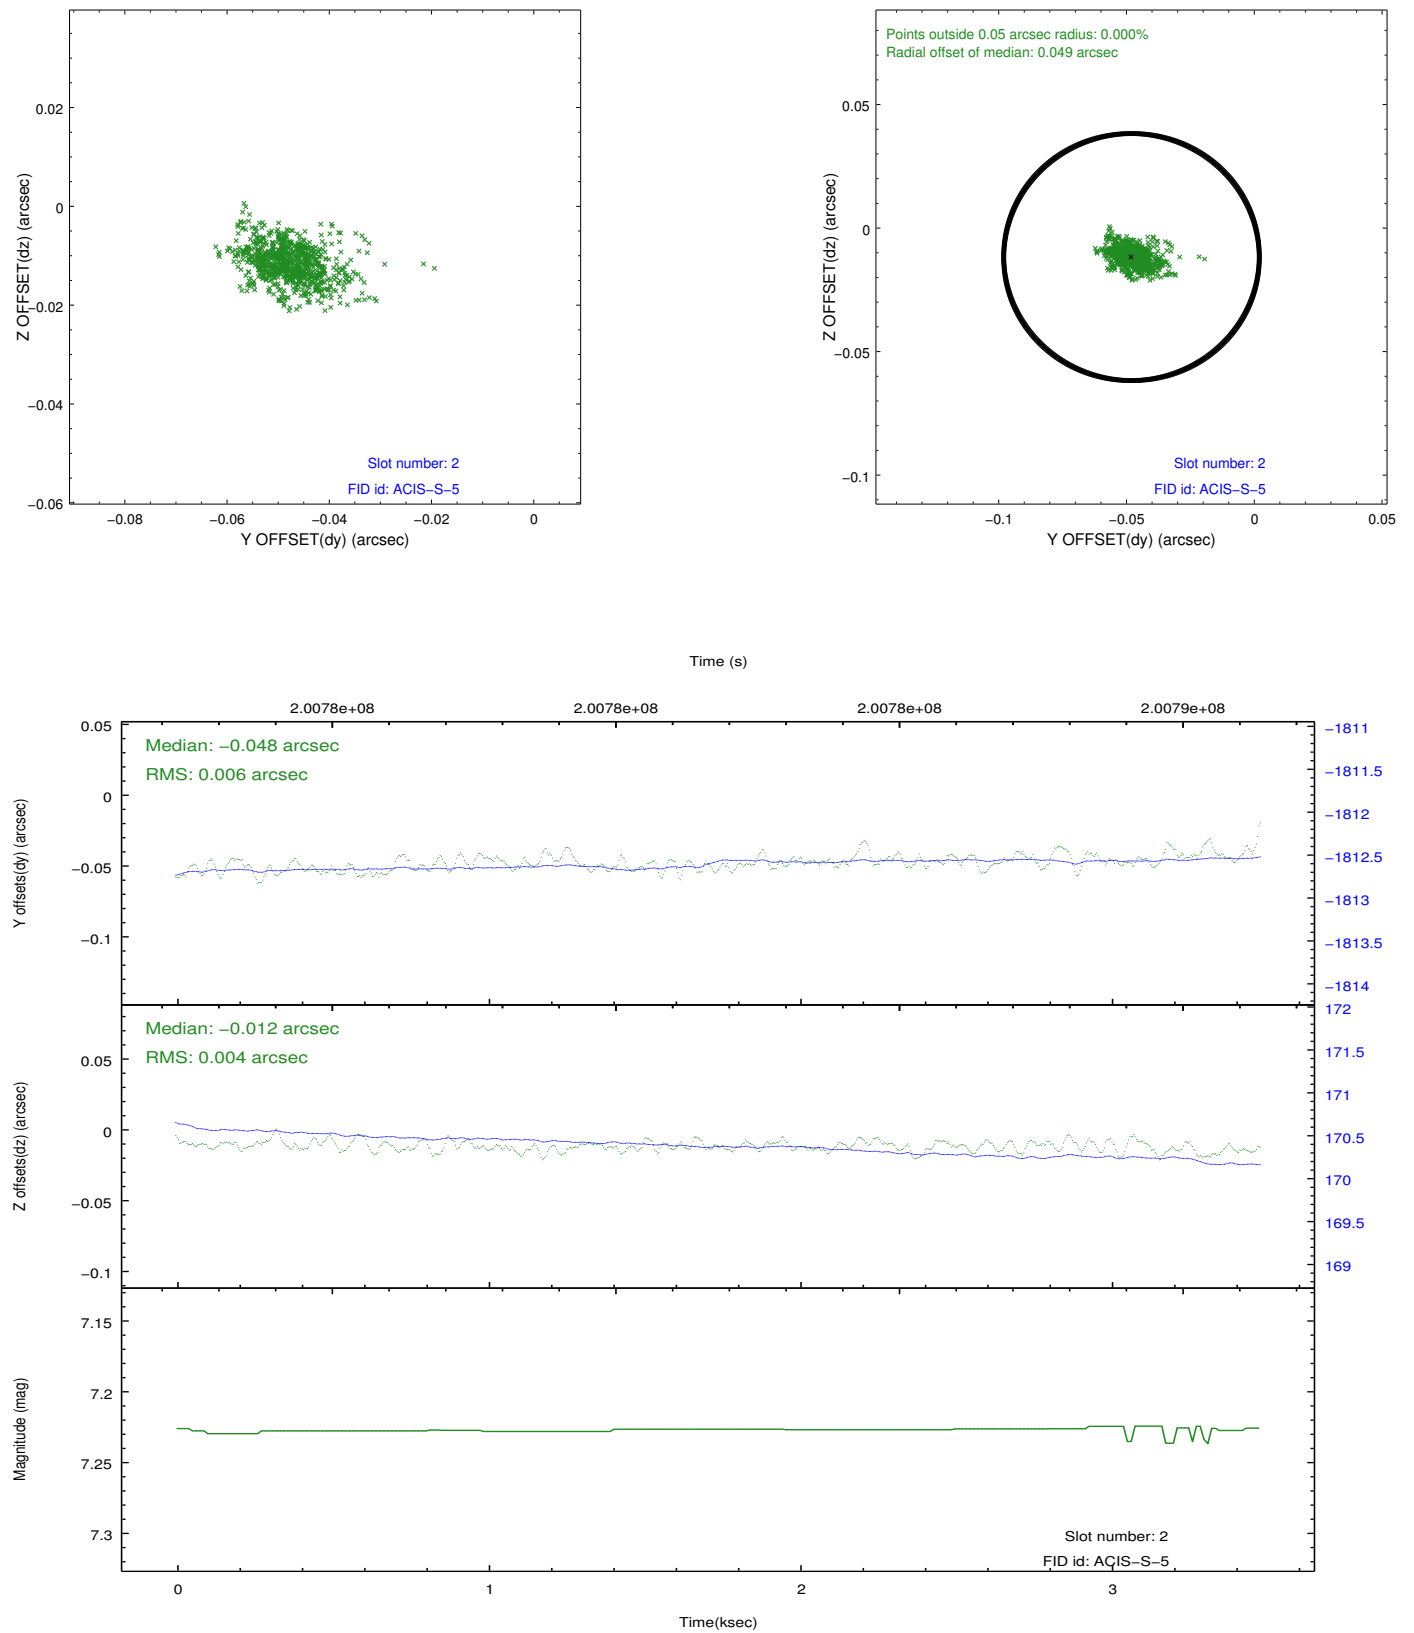 0.02
0
−0.02
−0.04
−0.06
Z OFFSET(dz) (arcsec)
Slot number: 2
FID id: ACIS−S−5
−0.08
−0.06
−0.04
−0.02
0
Y OFFSET(dy) (arcsec)
Points outside 0.05 arcsec radius: 0.000%
Radial offset of median: 0.049 arcsec
0.05
0
−0.05
−0.1
Z OFFSET(dz) (arcsec)
Slot number: 2
FID id: ACIS−S−5
−0.1
−0.05
0
0.05
Y OFFSET(dy) (arcsec)
Time (s)
2.0078e+08
2.0078e+08
2.0078e+08
2.0079e+08
Median: −0.048 arcsec
RMS: 0.006 arcsec
0.05
0
−0.05
−0.1
Y offsets(dy) (arcsec)
−1811
−1811.5
−1812
−1812.5
−1813
−1813.5
−1814
Median: −0.012 arcsec
RMS: 0.004 arcsec
0.05
0
−0.05
−0.1
Z offsets(dz) (arcsec)
172
171.5
171
170.5
170
169.5
169
7.15
7.2
7.25
7.3
Magnitude (mag)
Slot number: 2
FID id: ACIS−S−5
0
1
2
3
Time(ksec)